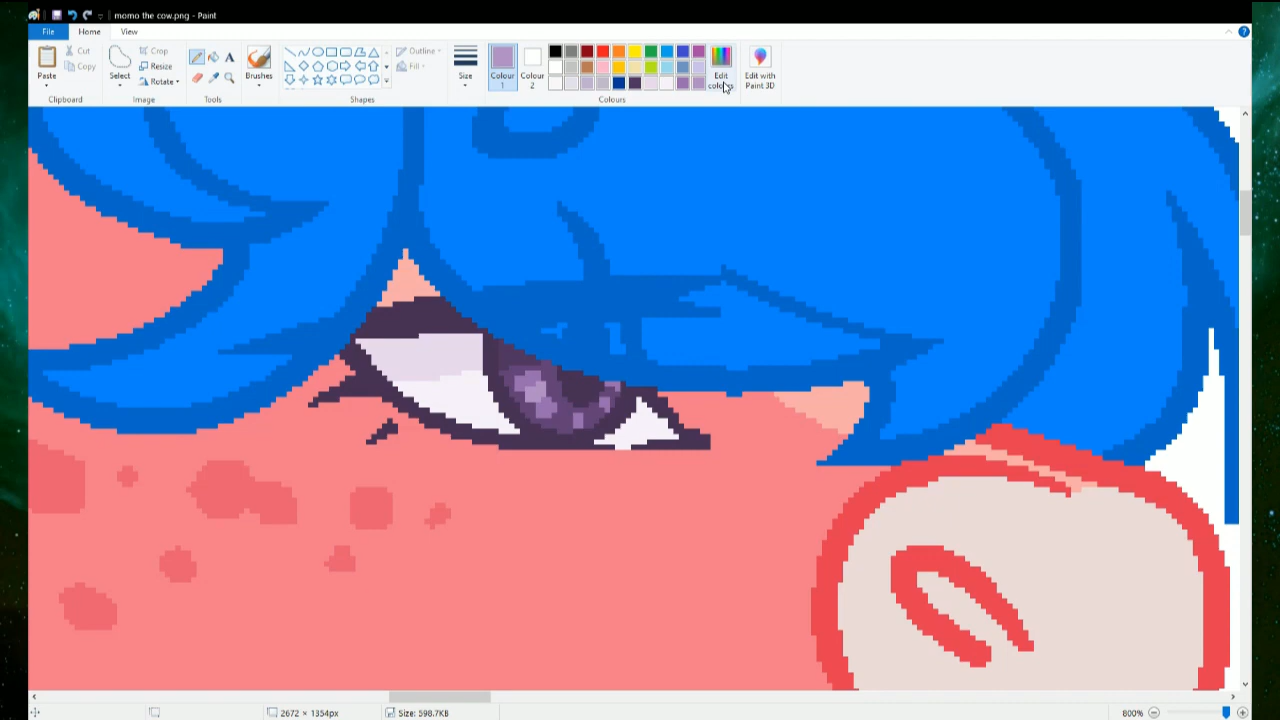 momo the cow.png - Paint
File Home View
Paste
Cut
Copy
Clipboard
Select
Crop
Resize
Rotate
Image
A
Tools
Brushes
Shapes
Outline
Fill
Size
Colour
1
Colour
2
Colours
Edit
colours
Edit with
Paint 3D
2672 × 1354px
Size: 598.7KB
800%